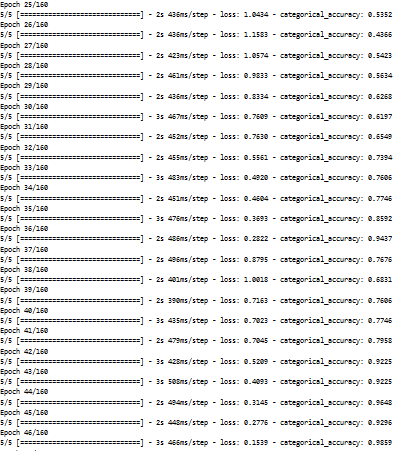 Epoch 25/160
5/5 [==============================] - 2s 436ms/step - loss: 1.0434 - categorical_accuracy: 0.5352
Epoch 26/160
5/5 [==============================] - 2s 436ms/step - loss: 1.1583 - categorical_accuracy: 0.4366
Epoch 27/160
5/5 [==============================] - 2s 423ms/step - loss: 1.0574 - categorical_accuracy: 0.5423
Epoch 28/160
5/5 [==============================] - 2s 461ms/step - loss: 0.9833 - categorical_accuracy: 0.5634
Epoch 29/160
5/5 [==============================] - 2s 436ms/step - loss: 0.8334 - categorical_accuracy: 0.6268
Epoch 30/160
5/5 [==============================] - 3s 467ms/step - loss: 0.7609 - categorical_accuracy: 0.6197
Epoch 31/160
5/5 [==============================] - 2s 452ms/step - loss: 0.7630 - categorical_accuracy: 0.6549
Epoch 32/160
5/5 [==============================] - 2s 455ms/step - loss: 0.5561 - categorical_accuracy: 0.7394
Epoch 33/160
5/5 [==============================] - 3s 483ms/step - loss: 0.4920 - categorical_accuracy: 0.7606
Epoch 34/160
5/5 [==============================] - 2s 451ms/step - loss: 0.4604 - categorical_accuracy: 0.7746
Epoch 35/160
5/5 [==============================] - 3s 476ms/step - loss: 0.3693 - categorical_accuracy: 0.8592
Epoch 36/160
5/5 [==============================] - 2s 486ms/step - loss: 0.2822 - categorical_accuracy: 0.9437
Epoch 37/160
5/5 [==============================] - 2s 496ms/step - loss: 0.8795 - categorical_accuracy: 0.7676
Epoch 38/160
5/5 [==============================] - 2s 401ms/step - loss: 1.0018 - categorical_accuracy: 0.6831
Epoch 39/160
5/5 [==============================] - 2s 390ms/step - loss: 0.7163 - categorical_accuracy: 0.7606
Epoch 40/160
5/5 [==============================] - 3s 435ms/step - loss: 0.7023 - categorical_accuracy: 0.7746
Epoch 41/160
5/5 [==============================] - 2s 479ms/step - loss: 0.7045 - categorical_accuracy: 0.7958
Epoch 42/160
5/5 [==============================] - 3s 428ms/step - loss: 0.5209 - categorical_accuracy: 0.9225
Epoch 43/160
5/5 [==============================] - 3s 508ms/step - loss: 0.4093 - categorical_accuracy: 0.9225
Epoch 44/160
5/5 [==============================] - 2s 494ms/step - loss: 0.3145 - categorical_accuracy: 0.9648
Epoch 45/160
5/5 [==============================] - 2s 448ms/step - loss: 0.2776 - categorical_accuracy: 0.9296
Epoch 46/160
5/5 [==============================] - 3s 466ms/step - loss: 0.1539 - categorical_accuracy: 0.9859